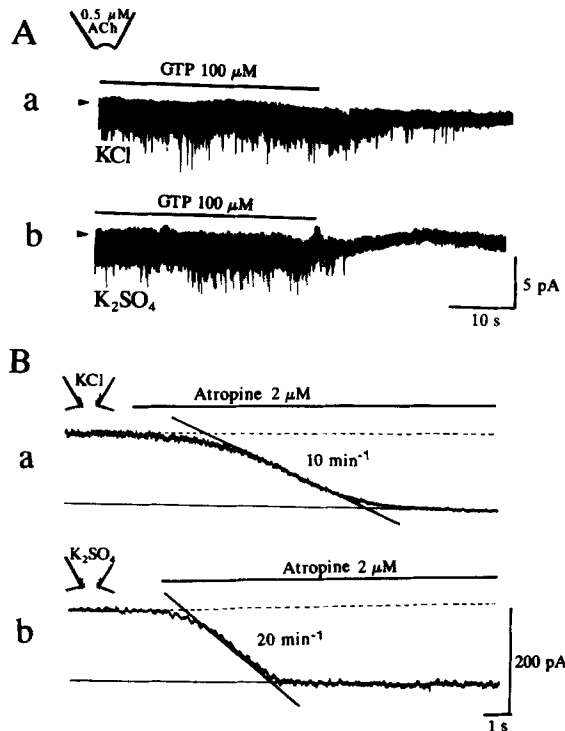 A
0.5 μM
ACh
GTP 100 μM
a
KCl
GTP 100 μM
b
K₂SO₄
5 pA
10 s
B
KCl
Atropine 2 μM
a
10 min⁻¹
K₂SO₄
Atropine 2 μM
b
20 min⁻¹
200 pA
1 s